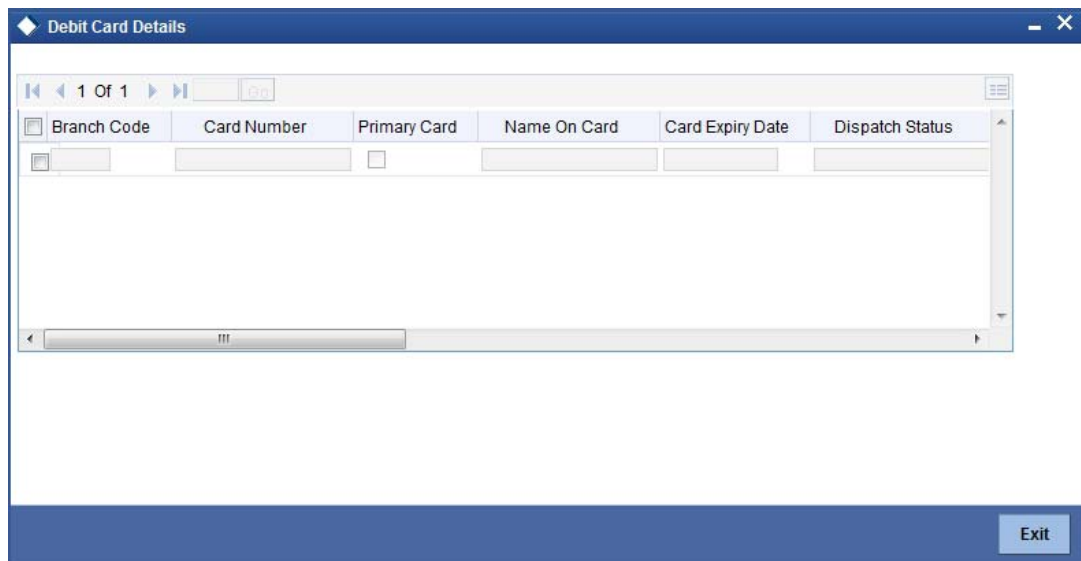 Debit Card Details
1 Of 1 Go
Branch Code Card Number Primary Card Name On Card Card Expiry Date Dispatch Status
Exit